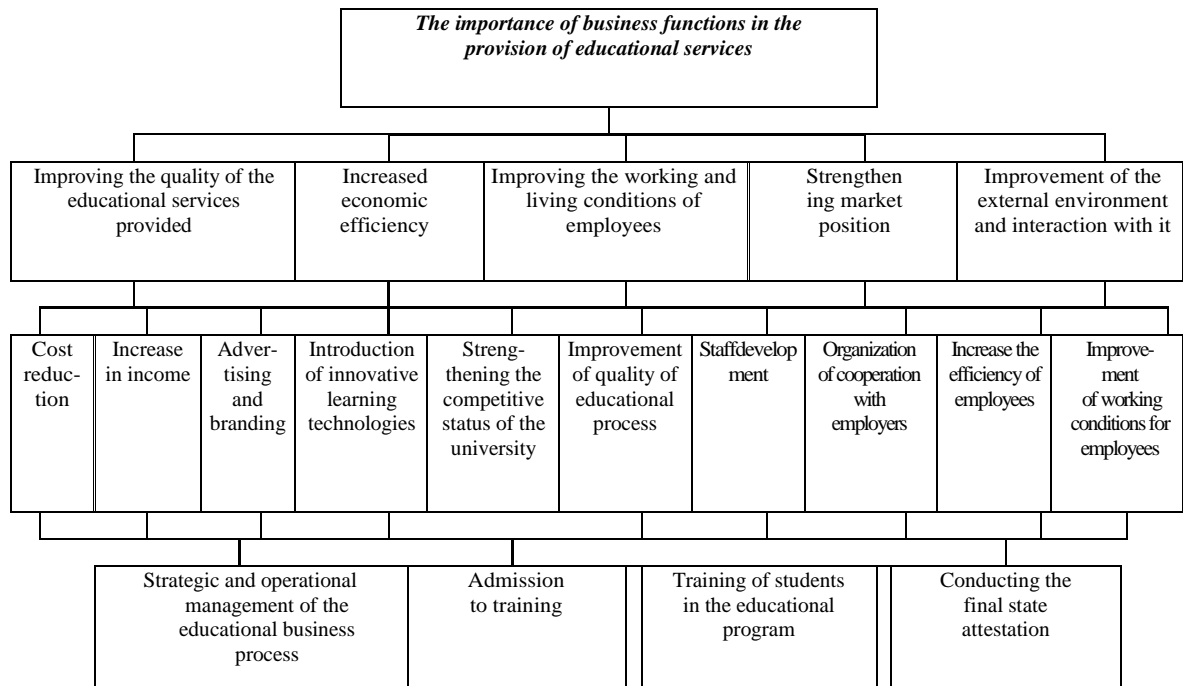 The importance of business functions in the
provision of educational services
Improving the quality of the
educational services
provided
Increased
economic
efficiency
Improving the working and
living conditions of
employees
Strengthen
ing market
position
Improvement of the
external environment
and interaction with it
Cost
reduc-
tion
Increase
in income
Adver-
tising
and
branding
Introduction
of innovative
learning
technologies
Streng-
thening the
competitive
status of the
university
Improvement
of quality of
educational
process
Staffdevelop
ment
Organization
of cooperation
with
employers
Increase the
efficiency of
employees
Improve-
ment
of working
conditions for
employees
Strategic and operational
management of the
educational business
process
Admission
to training
Training of students
in the educational
program
Conducting the
final state
attestation